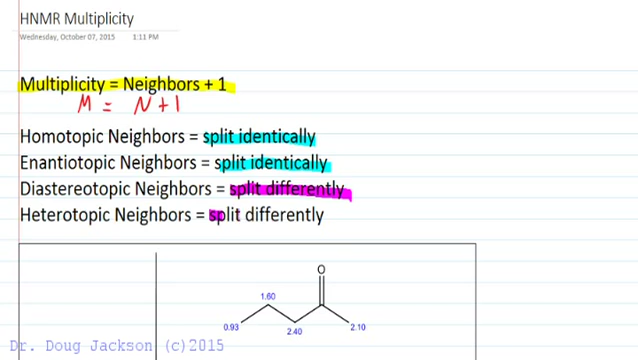 HNMR Multiplicity
Wednesday, October 07, 2015 1:11 PM
Multiplicity = Neighbors + 1
M = N + 1
Homotopic Neighbors = split identically
Enantiotopic Neighbors = split identically
Diastereotopic Neighbors = split differently
Heterotopic Neighbors = split differently
O
1.60
0.93
2.40
2.10
Dr. Doug Jackson (c)2015